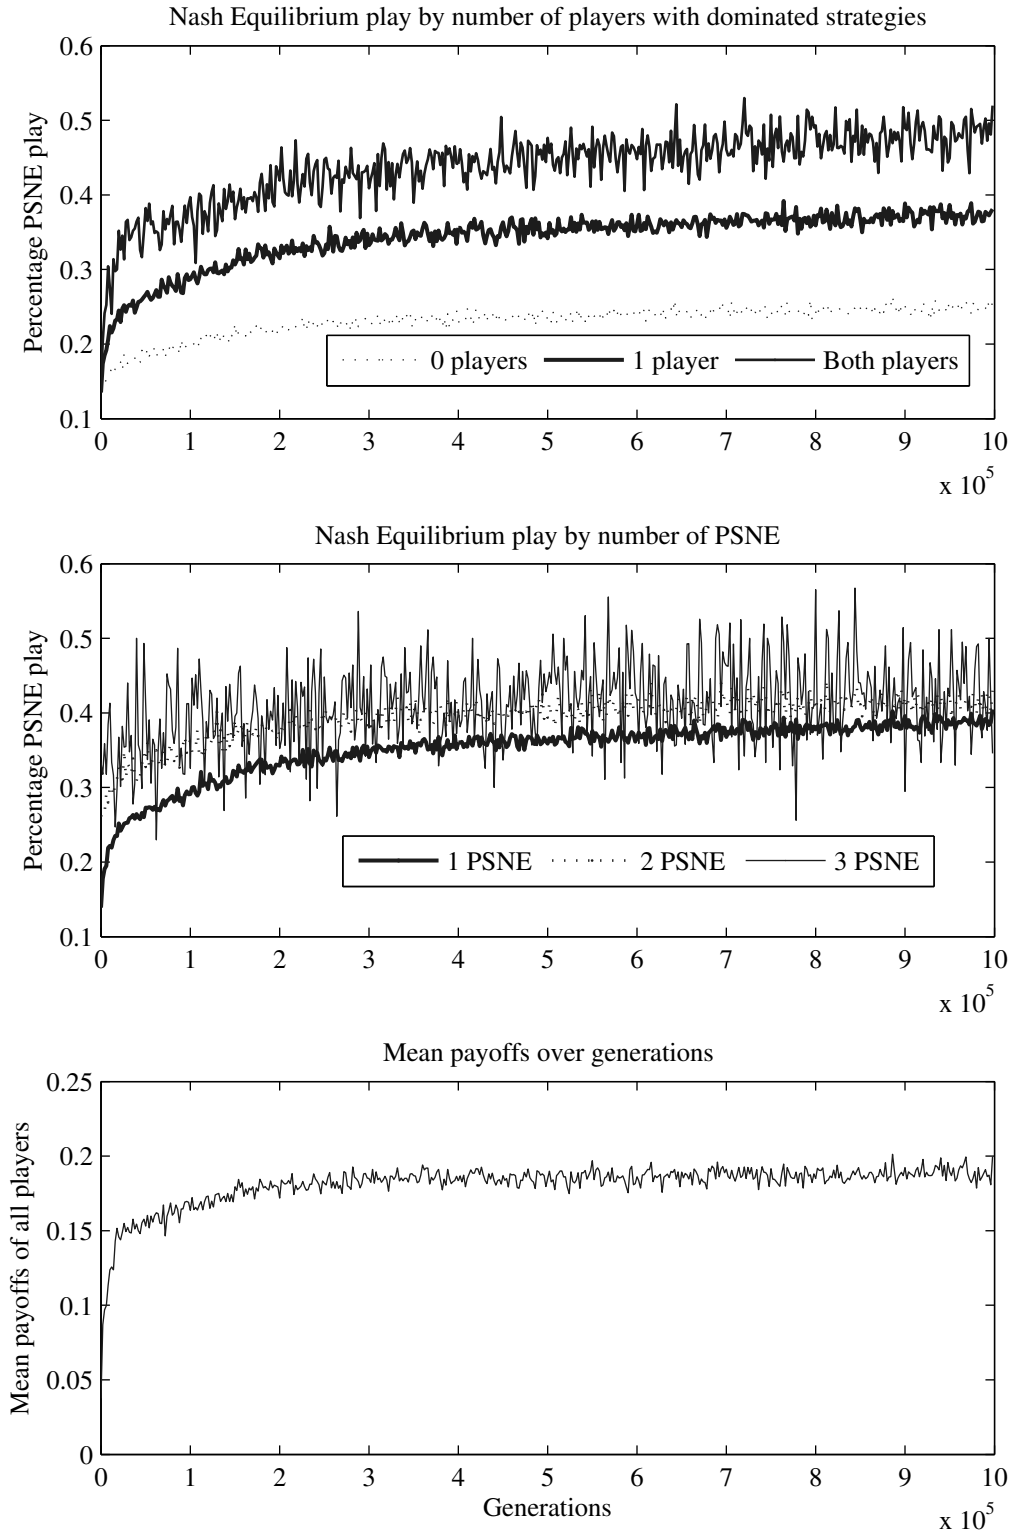 Nash Equilibrium play by number of players with dominated strategies
Percentage PSNE play
0.6
0.5
0.4
0.3
0.2
0.1
0 players 1 player Both players
0 1 2 3 4 5 6 7 8 9 10
x 10^5
Nash Equilibrium play by number of PSNE
Percentage PSNE play
0.6
0.5
0.4
0.3
0.2
0.1
1 PSNE 2 PSNE 3 PSNE
0 1 2 3 4 5 6 7 8 9 10
x 10^5
Mean payoffs over generations
Mean payoffs of all players
0.25
0.2
0.15
0.1
0.05
0
0 1 2 3 4 5 6 7 8 9 10
Generations
x 10^5